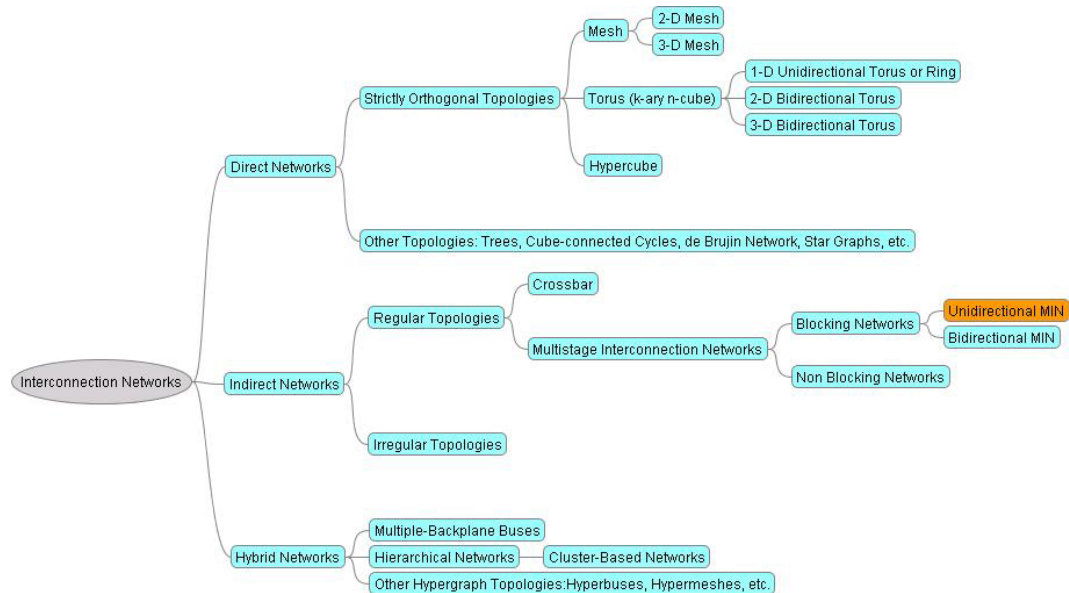 2-D Mesh
Mesh
3-D Mesh
1-D Unidirectional Torus or Ring
Strictly Orthogonal Topologies
Torus (k-ary n-cube)
2-D Bidirectional Torus
3-D Bidirectional Torus
Direct Networks
Hypercube
Other Topologies: Trees, Cube-connected Cycles, de Brujin Network, Star Graphs, etc.
Crossbar
Regular Topologies
Unidirectional MIN
Blocking Networks
Bidirectional MIN
Multistage Interconnection Networks
Interconnection Networks
Indirect Networks
Non Blocking Networks
Irregular Topologies
Multiple-Backplane Buses
Hybrid Networks
Hierarchical Networks
Cluster-Based Networks
Other Hypergraph Topologies:Hyperbuses, Hypermeshes, etc.